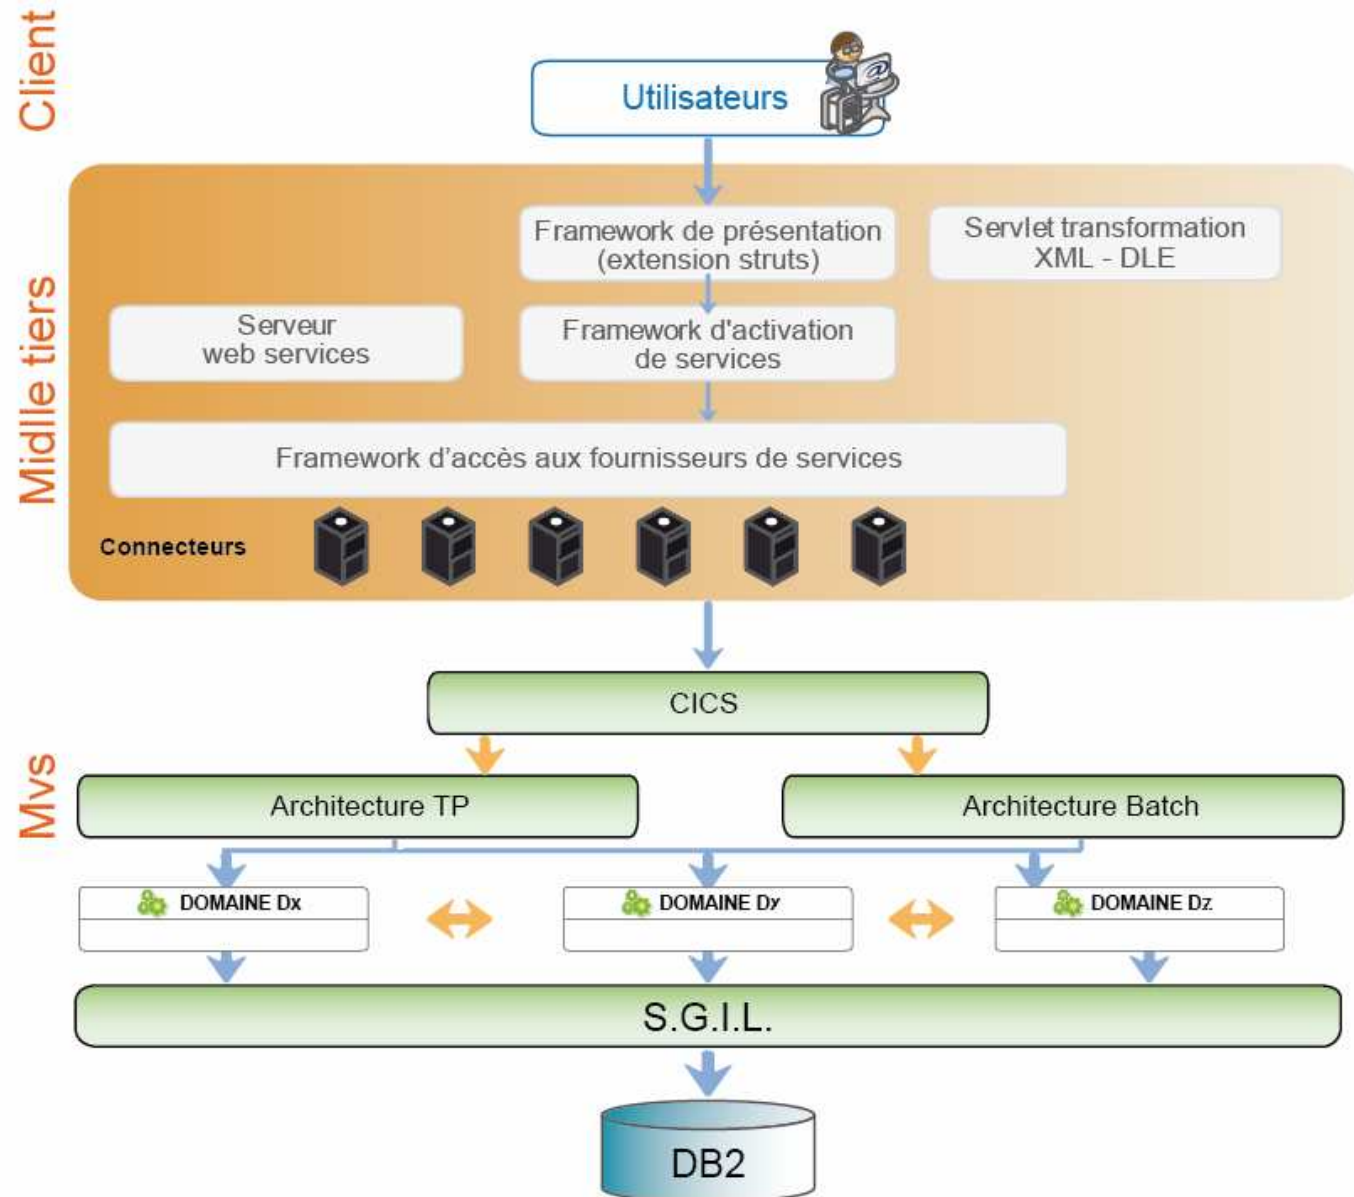 Client
Utilisateurs
Midlle tiers
Framework de présentation
(extension struts)
Servlet transformation
XML - DLE
Serveur
web services
Framework d'activation
de services
Framework d'accès aux fournisseurs de services
Connecteurs
Mvs
CICS
Architecture TP
Architecture Batch
DOMAINE Dx
DOMAINE Dy
DOMAINE Dz
S.G.I.L.
DB2